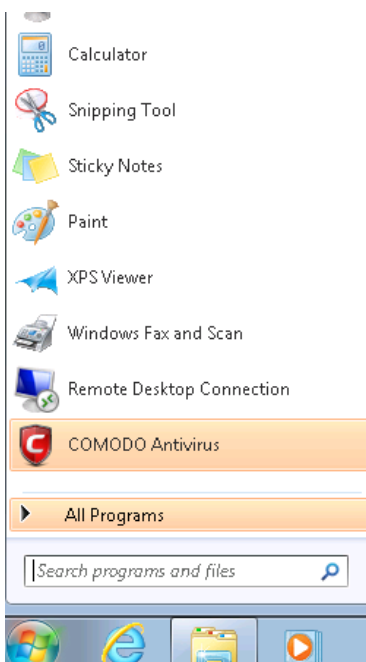 Calculator
Snipping Tool
Sticky Notes
Paint
XPS Viewer
Windows Fax and Scan
Remote Desktop Connection
COMODO Antivirus
All Programs
Search programs and files